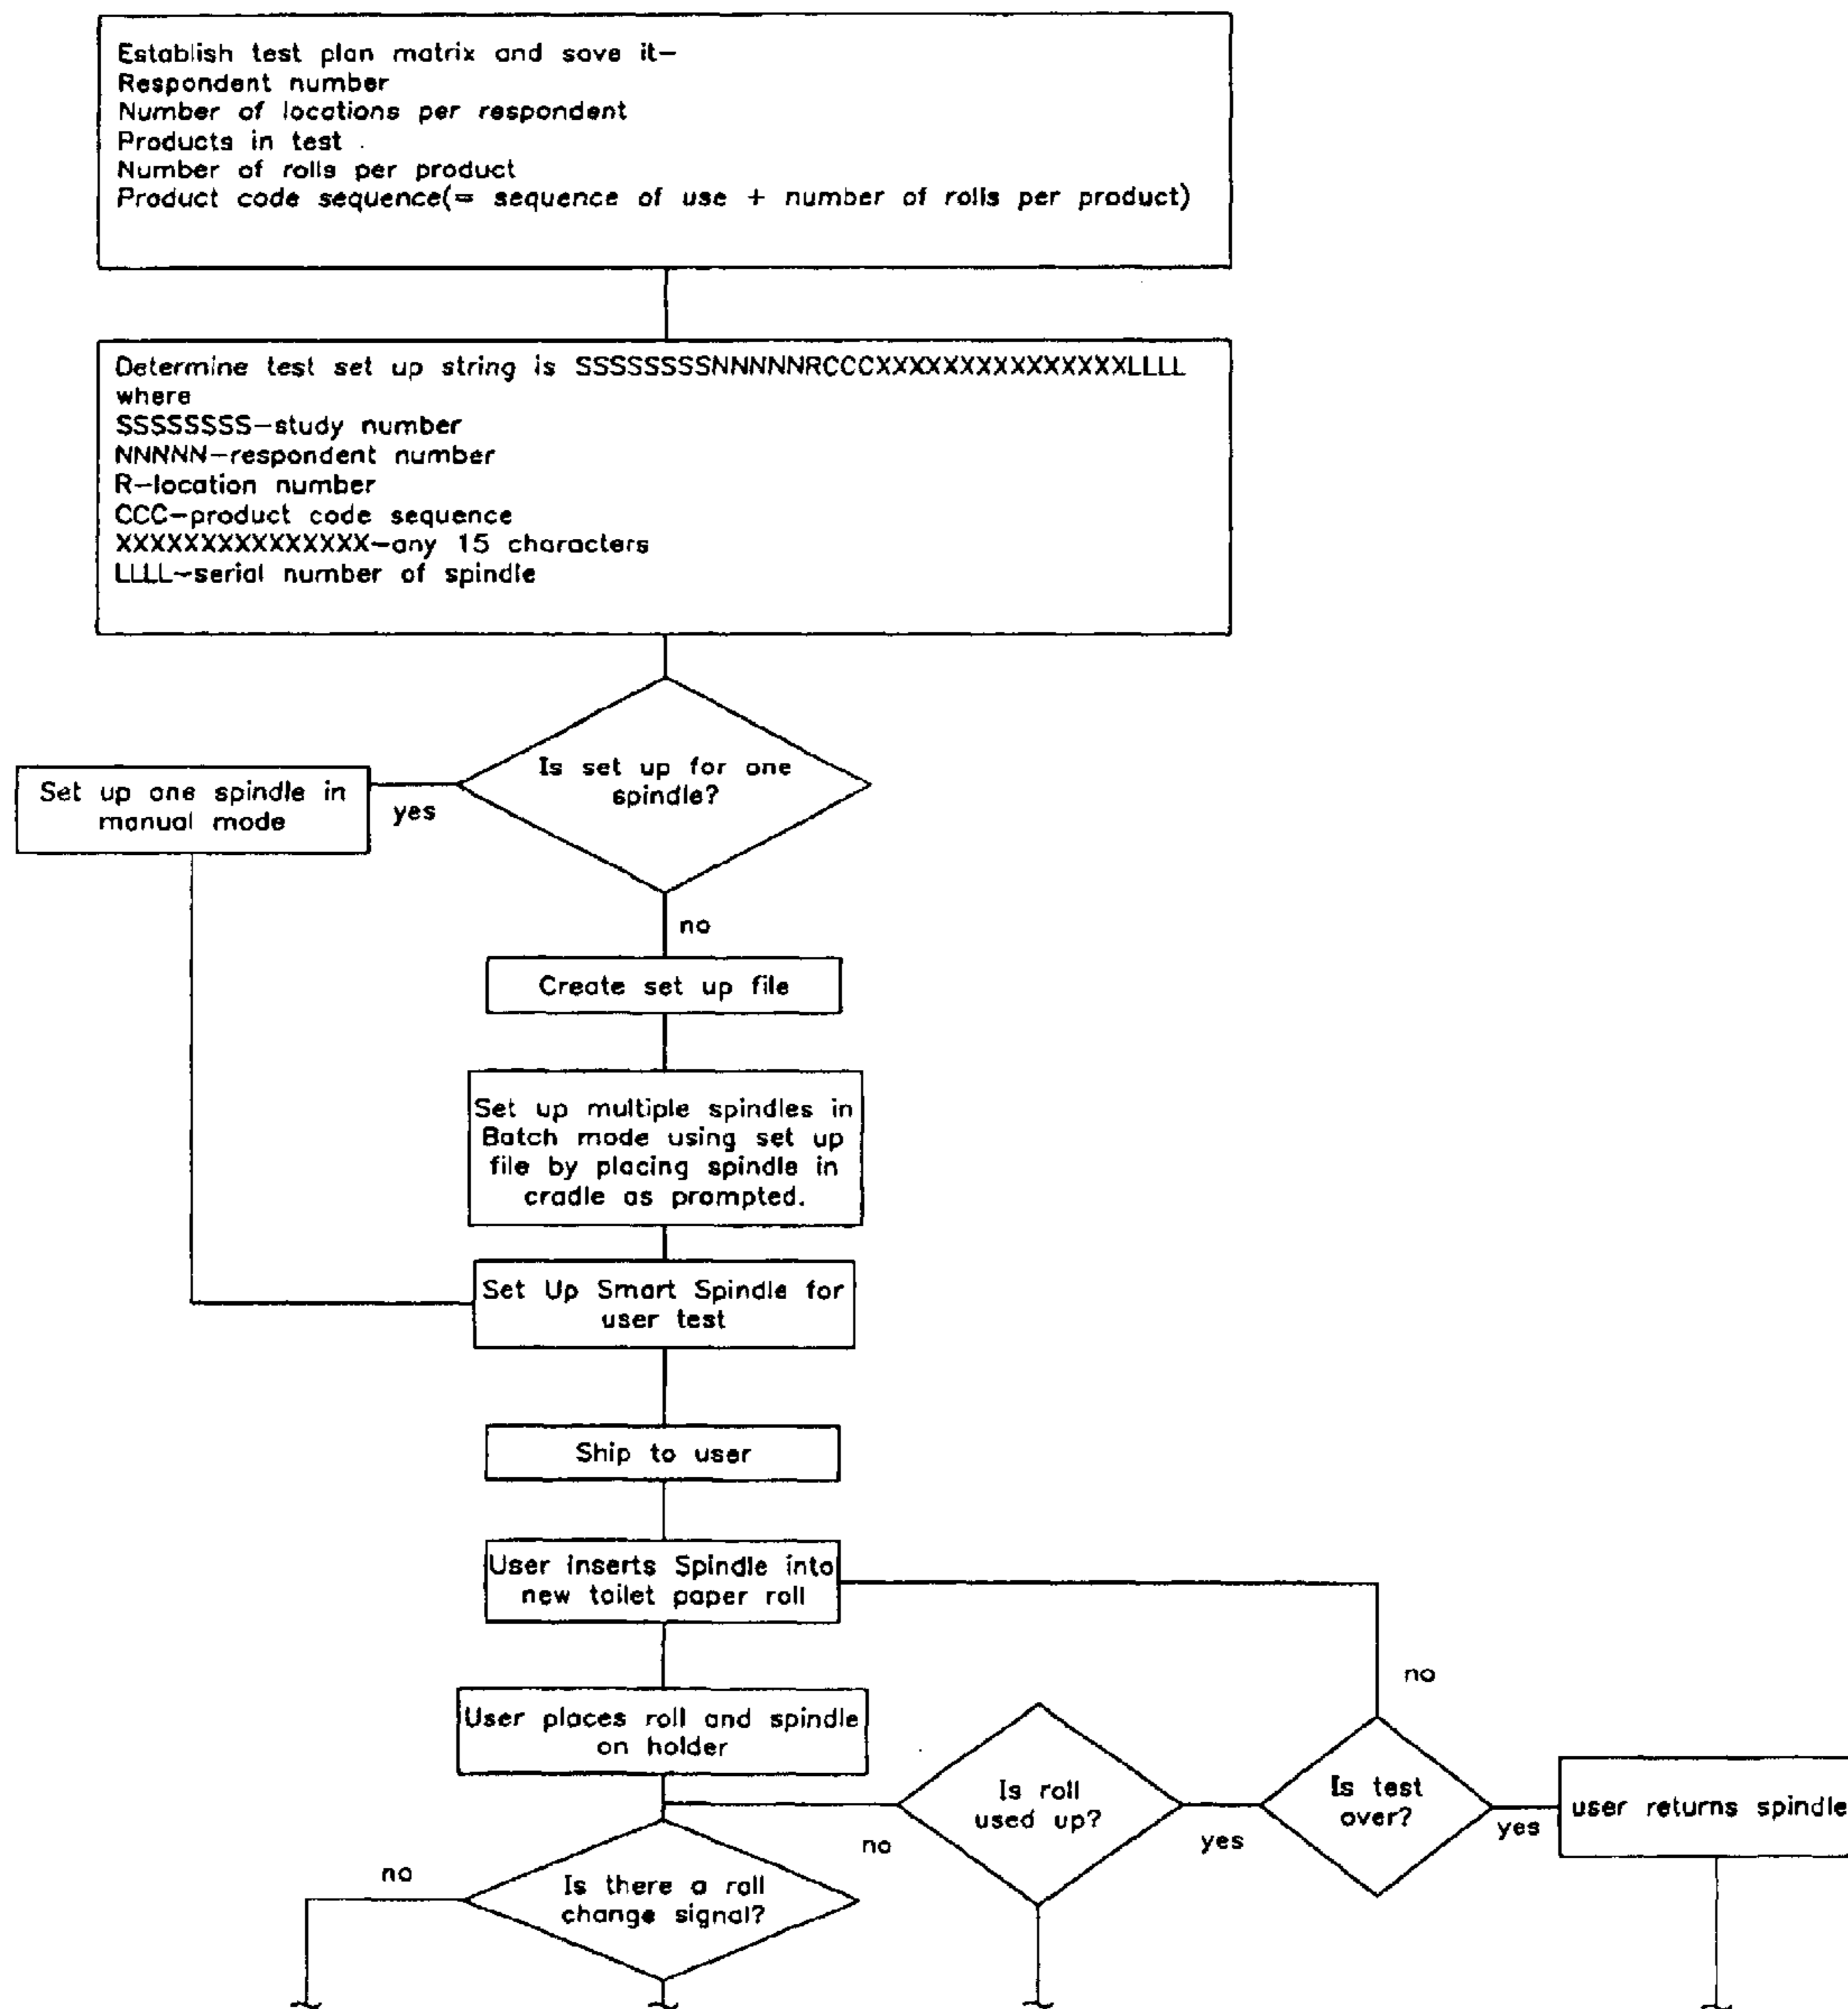 Establish test plan matrix and save it-
Respondent number
Number of locations per respondent
Products in test
Number of rolls per product
Product code sequence(= sequence of use + number of rolls per product)
Determine test set up string is SSSSSSSSNNNNNRCCCXXXXXXXXXXXXXXXLLLL
where
SSSSSSSS-study number
NNNNN-respondent number
R-location number
CCC-product code sequence
XXXXXXXXXXXXXXX-any 15 characters
LLLL-serial number of spindle
Is set up for one
spindle?
yes
Set up one spindle in
manual mode
no
Create set up file
Set up multiple spindles in
Batch mode using set up
file by placing spindle in
cradle as prompted.
Set Up Smart Spindle for
user test
Ship to user
User inserts Spindle into
new toilet paper roll
no
User places roll and spindle
on holder
Is roll
used up?
Is test
over?
user returns spindle
no
yes
yes
no
Is there a roll
change signal?